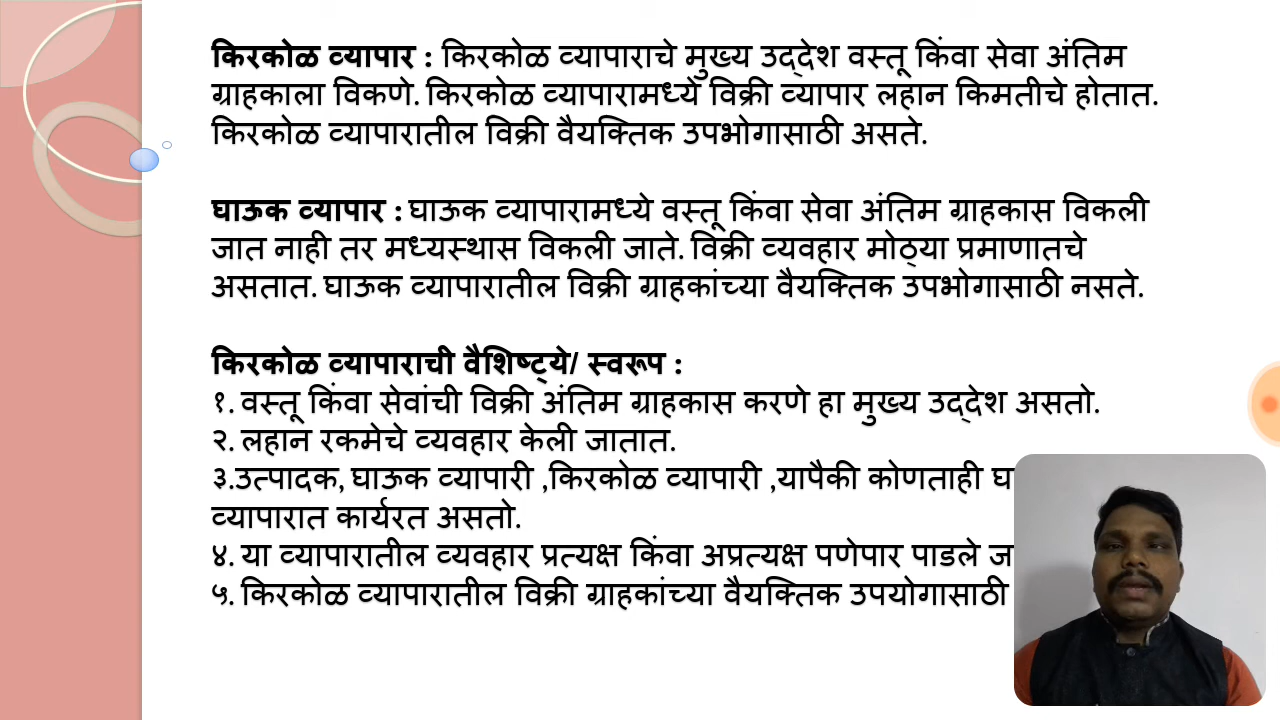 किरकोळ व्यापार : किरकोळ व्यापाराचे मुख्य उद्देश वस्तू किंवा सेवा अंतिम
ग्राहकाला विकणे. किरकोळ व्यापारामध्ये विक्री व्यापार लहान किमतीचे होतात.
किरकोळ व्यापारातील विक्री वैयक्तिक उपभोगासाठी असते.
घाऊक व्यापार : घाऊक व्यापारामध्ये वस्तू किंवा सेवा अंतिम ग्राहकास विकली
जात नाही तर मध्यस्थास विकली जाते. विक्री व्यवहार मोठ्या प्रमाणातचे
असतात. घाऊक व्यापारातील विक्री ग्राहकांच्या वैयक्तिक उपभोगासाठी नसते.
किरकोळ व्यापाराची वैशिष्ट्ये/ स्वरूप :
१. वस्तू किंवा सेवांची विक्री अंतिम ग्राहकास करणे हा मुख्य उद्देश असतो.
२. लहान रकमेचे व्यवहार केली जातात.
३.उत्पादक, घाऊक व्यापारी ,किरकोळ व्यापारी ,यापैकी कोणताही
व्यापारात कार्यरत असतो.
४. या व्यापारातील व्यवहार प्रत्यक्ष किंवा अप्रत्यक्ष पणेपार पाडले
५. किरकोळ व्यापारातील विक्री ग्राहकांच्या वैयक्तिक उपयोगासाठी